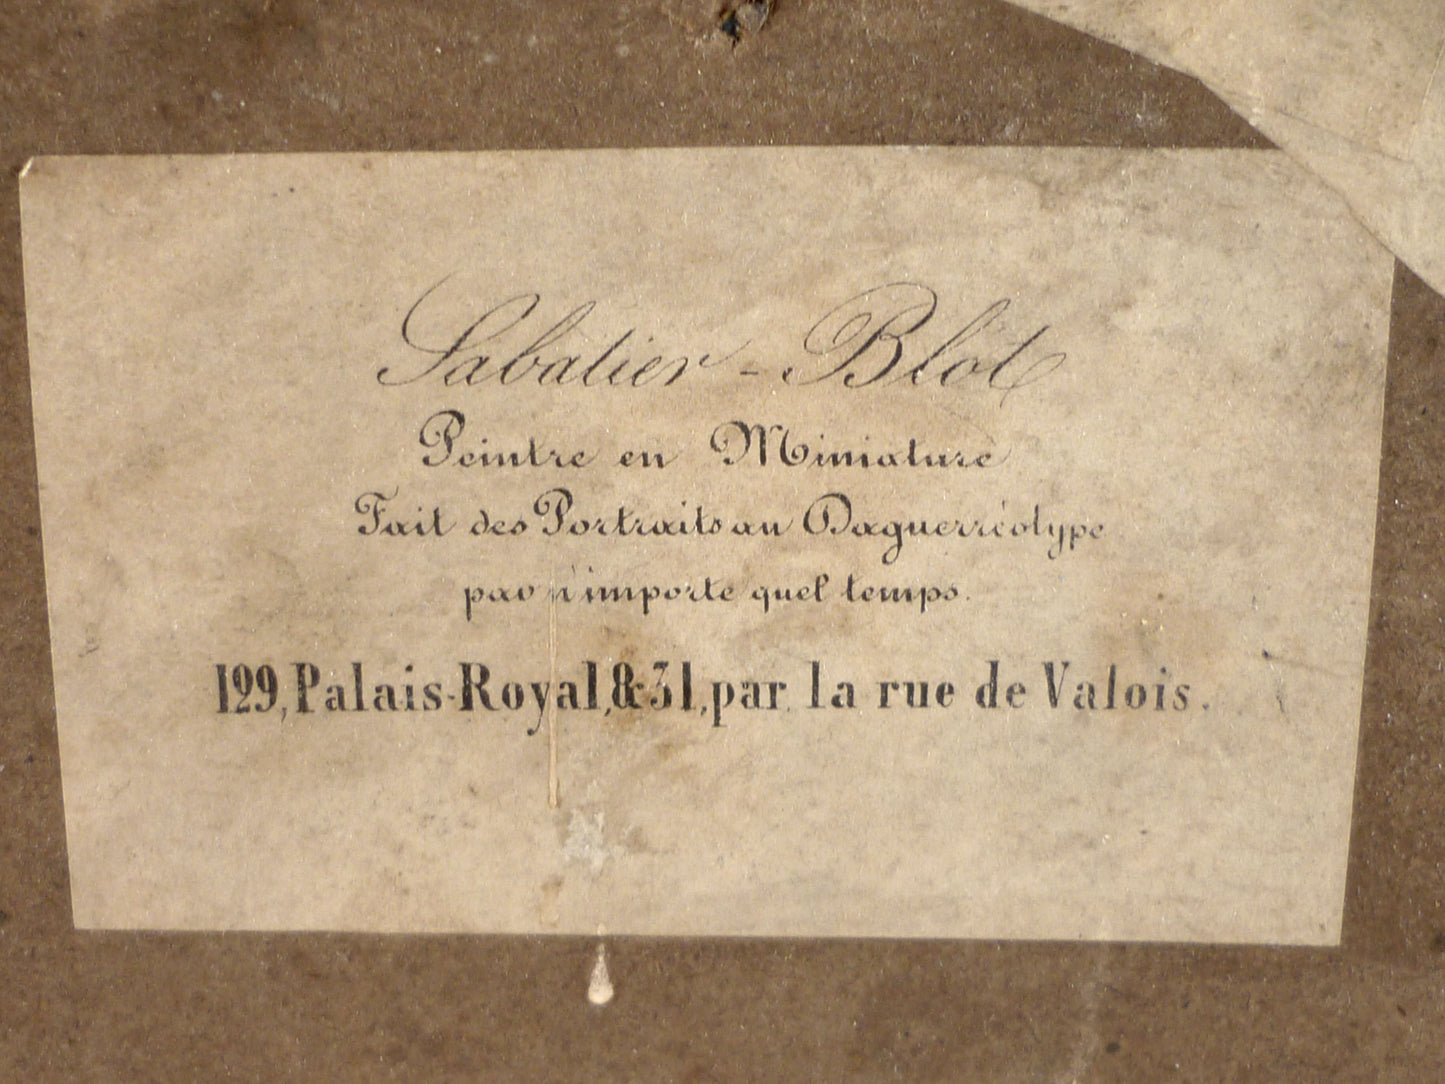 Sabatier-Blot
Peintre en Miniature
Fait des Portraits au Daguerréotype
par n'importe quel temps.
129, Palais-Royal, & 31, par la rue de Valois.